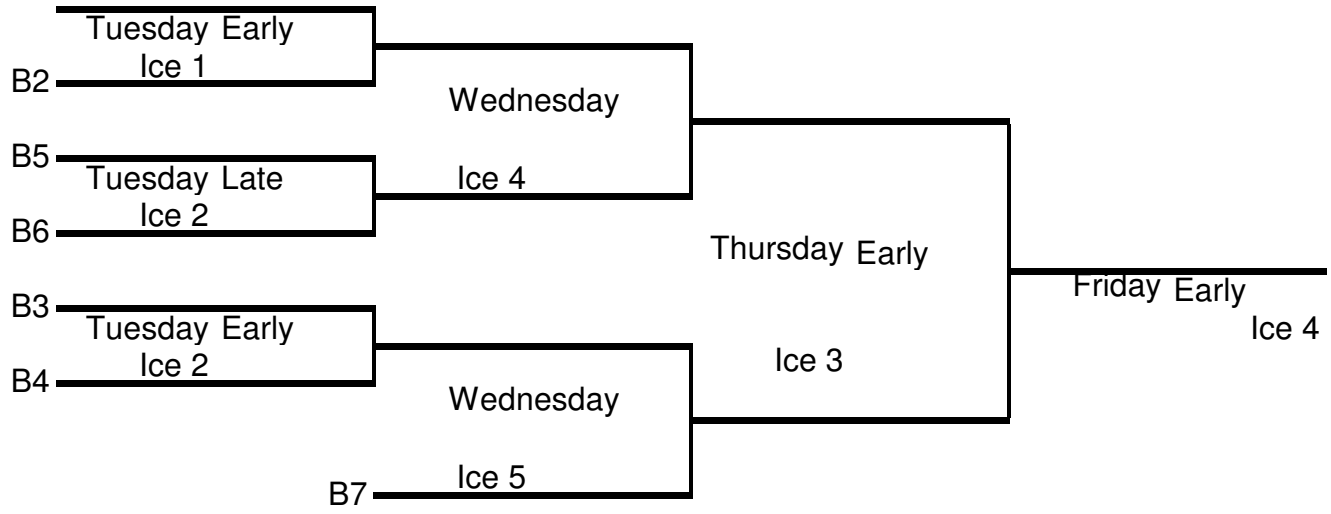 Tuesday Early
Ice 1
B2
Wednesday
B5
Tuesday Late
Ice 4
Ice 2
B6
Thursday Early
Friday Early
B3
Tuesday Early
Ice 4
Ice 2
Ice 3
B4
Wednesday
Ice 5
B7